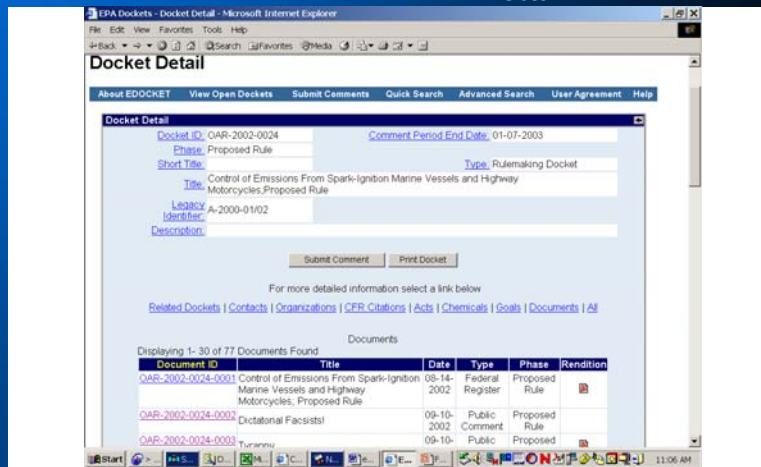 EPA Dockets - Docket Detail - Microsoft Internet Explorer
File Edit View Favorites Tools Help
Back Search Favorites Media
Docket Detail
About EDOCKET View Open Dockets Submit Comments Quick Search Advanced Search User Agreement Help
Docket Detail
Docket ID: OAR-2002-0024 Comment Period End Date: 01-07-2003
Phase: Proposed Rule
Short Title: Type: Rulemaking Docket
Title: Control of Emissions From Spark-Ignition Marine Vessels and Highway
Motorcycles;Proposed Rule
Legacy
Identifier: A-2000-01/02
Description:
Submit Comment Print Docket
For more detailed information select a link below
Related Dockets | Contacts | Organizations | CFR Citations | Acts | Chemicals | Goals | Documents | All
Documents
Displaying 1- 30 of 77 Documents Found
Document ID Title Date Type Phase Rendition
OAR-2002-0024-0001 Control of Emissions From Spark-Ignition Marine Vessels and Highway Motorcycles; Proposed Rule 08-14-2002 Federal Register Proposed Rule
OAR-2002-0024-0002 Dictatorial Facsists! 09-10-2002 Public Comment Proposed Rule
OAR-2002-0024-0003 Tyranny 09-10- Public Proposed
Start 11:06 AM